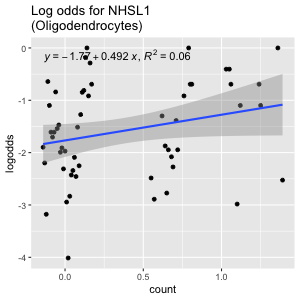 Log odds for NHSL1
(Oligodendrocytes)
y = −1.77 + 0.492 x, R² = 0.06
0
-1
-2
-3
-4
logodds
0.0 0.5 1.0
count